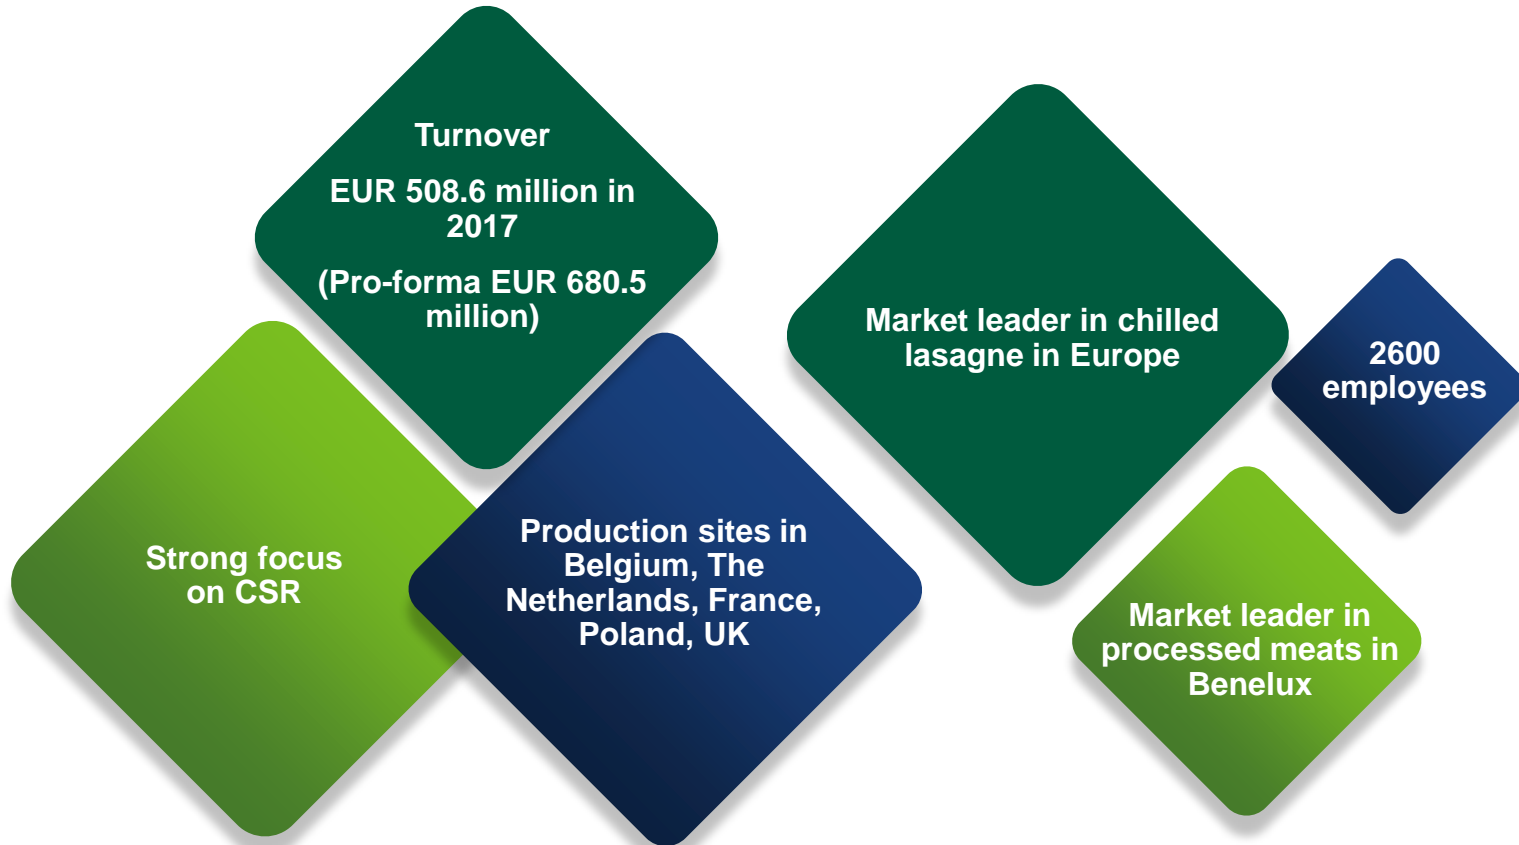 Turnover
EUR 508.6 million in
2017
(Pro-forma EUR 680.5
million)
Market leader in chilled
lasagne in Europe
2600
employees
Strong focus
on CSR
Production sites in
Belgium, The
Netherlands, France,
Poland, UK
Market leader in
processed meats in
Benelux